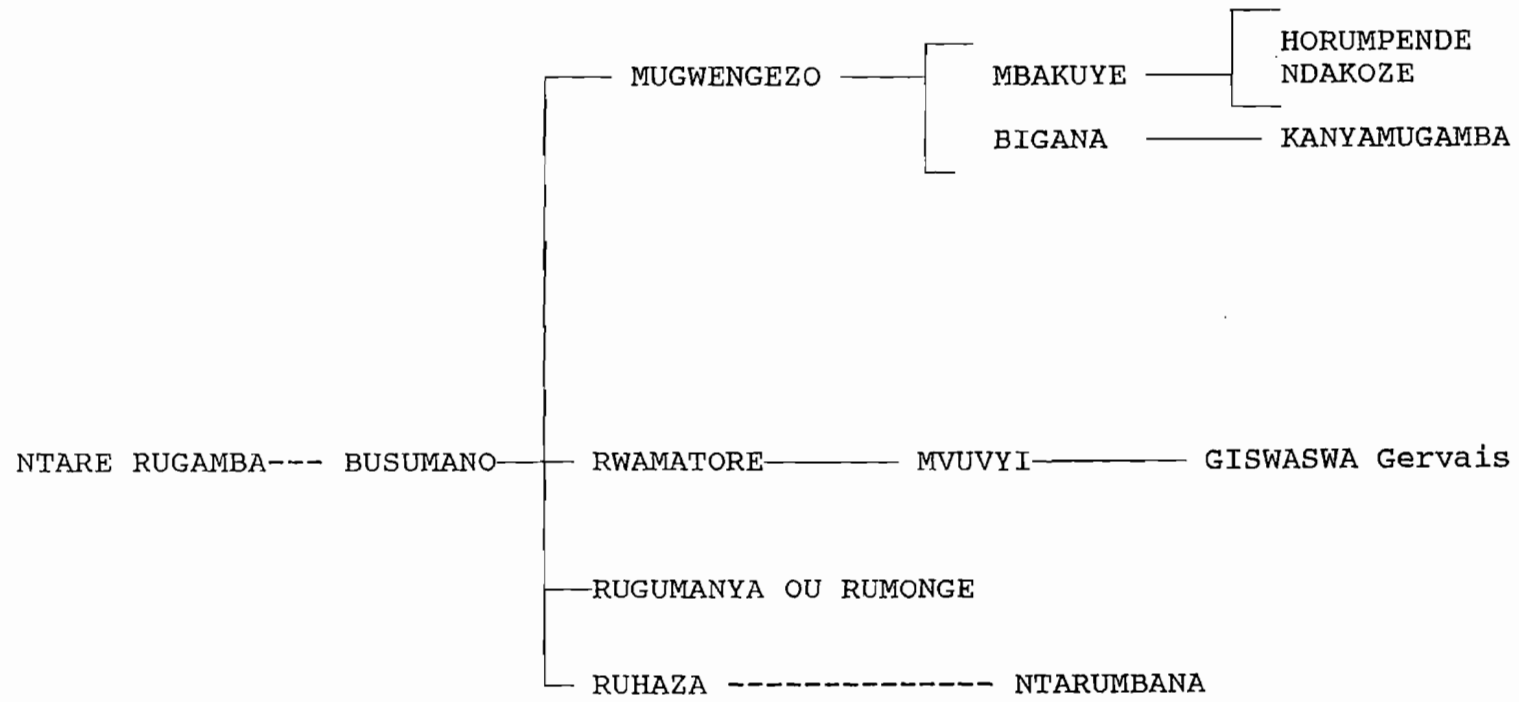 HORUMPENDE
MUGWENGEZO MBAKUYE NDAKOZE
BIGANA KANYAMUGAMBA
NTARE RUGAMBA--- BUSUMANO RWAMATORE MVUVYI GISWASWA Gervais
RUGUMANYA OU RUMONGE
RUHAZA -------------- NTARUMBANA